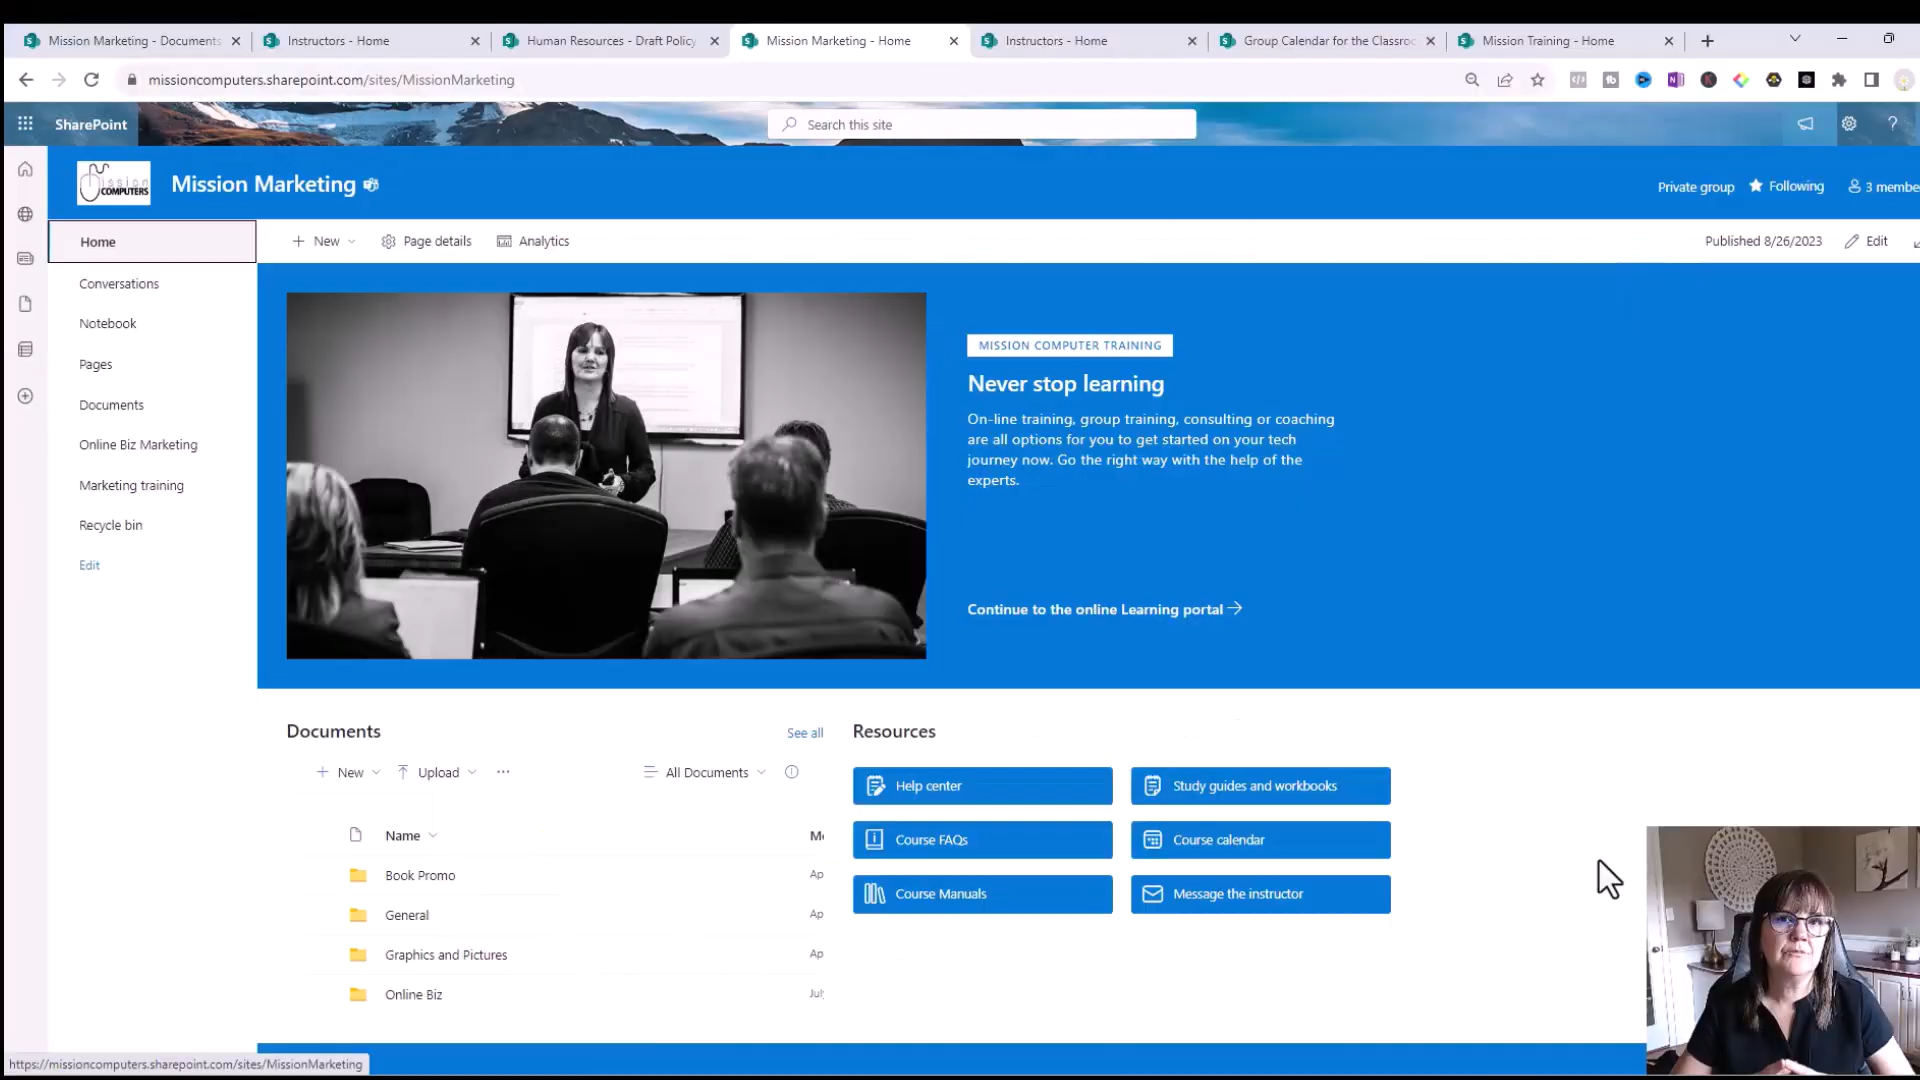 Mission Marketing - Documents
Instructors - Home
Human Resources - Draft Policy
Mission Marketing - Home
Instructors - Home
Group Calendar for the Classroo
Mission Training - Home
missioncomputers.sharepoint.com/sites/MissionMarketing
SharePoint
Search this site
?
ission
COMPUTERS
Mission Marketing
Private group
Following
3 membe
Home
New
Page details
Analytics
Published 8/26/2023
Edit
Conversations
Notebook
Pages
Documents
Online Biz Marketing
Marketing training
Recycle bin
Edit
MISSION COMPUTER TRAINING
Never stop learning
On-line training, group training, consulting or coaching
are all options for you to get started on your tech
journey now. Go the right way with the help of the
experts.
Continue to the online Learning portal
Documents
See all
New
Upload
All Documents
Name
Mo
Book Promo
Ap
General
Ap
Graphics and Pictures
Ap
Online Biz
July
Resources
Help center
Study guides and workbooks
Course FAQs
Course calendar
Course Manuals
Message the instructor
https://missioncomputers.sharepoint.com/sites/MissionMarketing